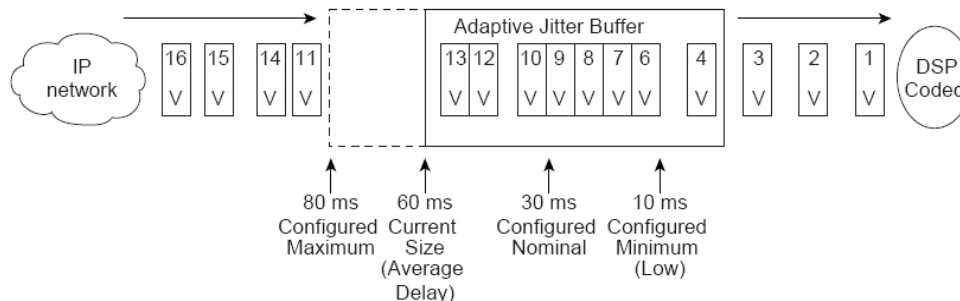 Adaptive Jitter Buffer
IP
network
16
V
15
V
14
V
11
V
13
V
12
V
10
V
9
V
8
V
7
V
6
V
4
V
3
V
2
V
1
V
DSP
Codec
80 ms
Configured
Maximum
60 ms
Current
Size
(Average
Delay)
30 ms
Configured
Nominal
10 ms
Configured
Minimum
(Low)